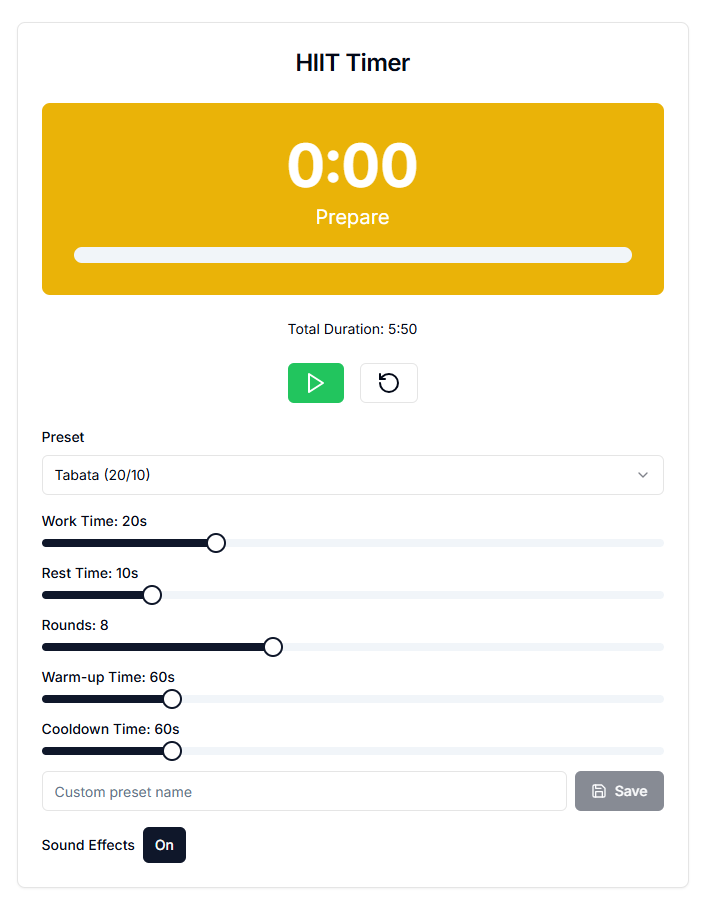 HIIT Timer
0:00
Prepare
Total Duration: 5:50
Preset
Tabata (20/10)
Work Time: 20s
Rest Time: 10s
Rounds: 8
Warm-up Time: 60s
Cooldown Time: 60s
Custom preset name
Save
Sound Effects On